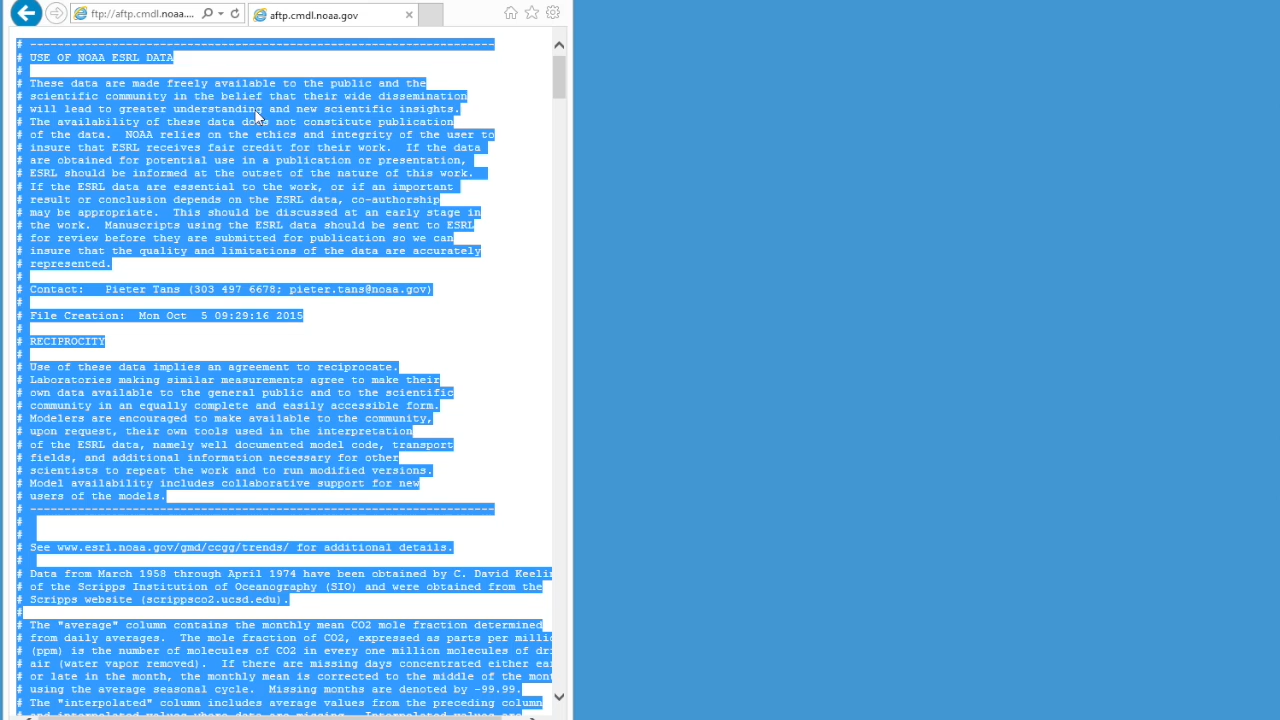 ftp://aftp.cmdl.noaa....
aftp.cmdl.noaa.gov
# ----------------------------------------------------------------------
# USE OF NOAA ESRL DATA
#
# These data are made freely available to the public and the
# scientific community in the belief that their wide dissemination
# will lead to greater understanding and new scientific insights.
# The availability of these data does not constitute publication
# of the data.  NOAA relies on the ethics and integrity of the user to
# insure that ESRL receives fair credit for their work.  If the data
# are obtained for potential use in a publication or presentation,
# ESRL should be informed at the outset of the nature of this work.
# If the ESRL data are essential to the work, or if an important
# result or conclusion depends on the ESRL data, co-authorship
# may be appropriate.  This should be discussed at an early stage in
# the work.  Manuscripts using the ESRL data should be sent to ESRL
# for review before they are submitted for publication so we can
# insure that the quality and limitations of the data are accurately
# represented.
#
# Contact:   Pieter Tans (303 497 6678; pieter.tans@noaa.gov)
#
# File Creation:  Mon Oct  5 09:29:16 2015
#
# RECIPROCITY
#
# Use of these data implies an agreement to reciprocate.
# Laboratories making similar measurements agree to make their
# own data available to the general public and to the scientific
# community in an equally complete and easily accessible form.
# Modelers are encouraged to make available to the community,
# upon request, their own tools used in the interpretation
# of the ESRL data, namely well documented model code, transport
# fields, and additional information necessary for other
# scientists to repeat the work and to run modified versions.
# Model availability includes collaborative support for new
# users of the models.
# ----------------------------------------------------------------------
#
#
# See www.esrl.noaa.gov/gmd/ccgg/trends/ for additional details.
#
# Data from March 1958 through April 1974 have been obtained by C. David Keelin
# of the Scripps Institution of Oceanography (SIO) and were obtained from the
# Scripps website (scrippsco2.ucsd.edu).
#
# The "average" column contains the monthly mean CO2 mole fraction determined
# from daily averages.  The mole fraction of CO2, expressed as parts per millio
# (ppm) is the number of molecules of CO2 in every one million molecules of dri
# air (water vapor removed).  If there are missing days concentrated either ear
# or late in the month, the monthly mean is corrected to the middle of the mont
# using the average seasonal cycle.  Missing months are denoted by -99.99.
# The "interpolated" column includes average values from the preceding column
# and interpolated values where data are missing.  Interpolated values are